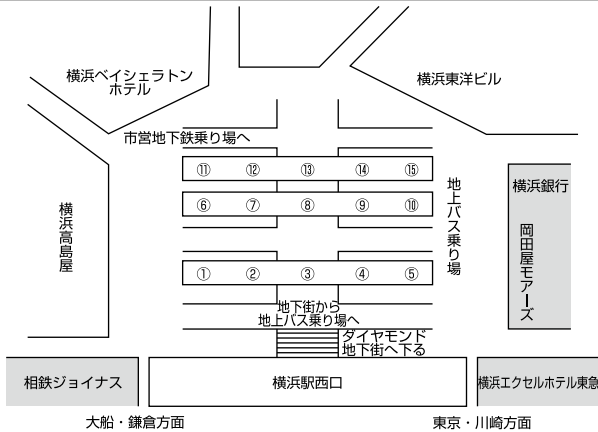 横浜ベイシェラトン
ホテル
横浜東洋ビル
市営地下鉄乗り場へ
⑪ ⑫ ⑬ ⑭ ⑮
⑥ ⑦ ⑧ ⑨ ⑩
① ② ③ ④ ⑤
地上バス乗り場
横浜銀行
岡田屋モアーズ
横浜高島屋
地下街から
地上バス乗り場へ
ダイヤモンド
地下街へ下る
相鉄ジョイナス
横浜駅西口
横浜エクセルホテル東急
大船・鎌倉方面
東京・川崎方面